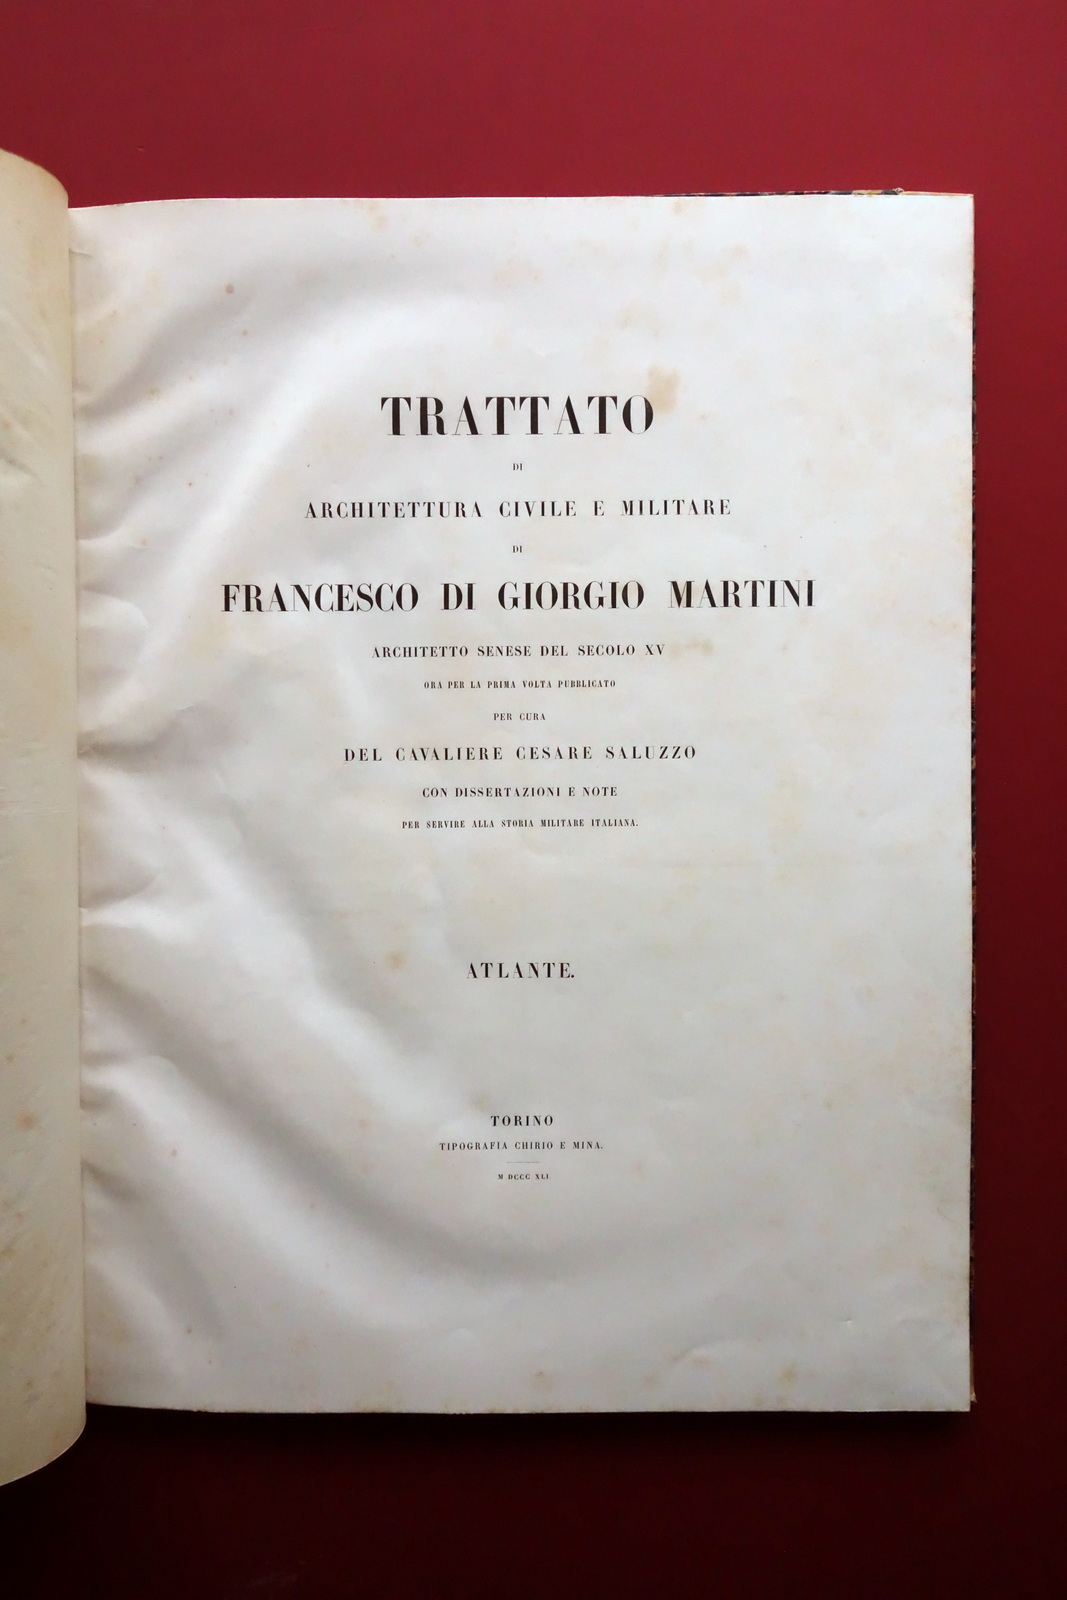 TRATTATO
DI
ARCHITETTURA CIVILE E MILITARE
DI
FRANCESCO DI GIORGIO MARTINI
ARCHITETTO SENESE DEL SECOLO XV
ORA PER LA PRIMA VOLTA PUBBLICATO
PER CURA
DEL CAVALIERE CESARE SALUZZO
CON DISSERTAZIONI E NOTE
PER SERVIRE ALLA STORIA MILITARE ITALIANA.
ATLANTE.
TORINO
TIPOGRAFIA CHIRIO E MINA.
M DCCC XLI